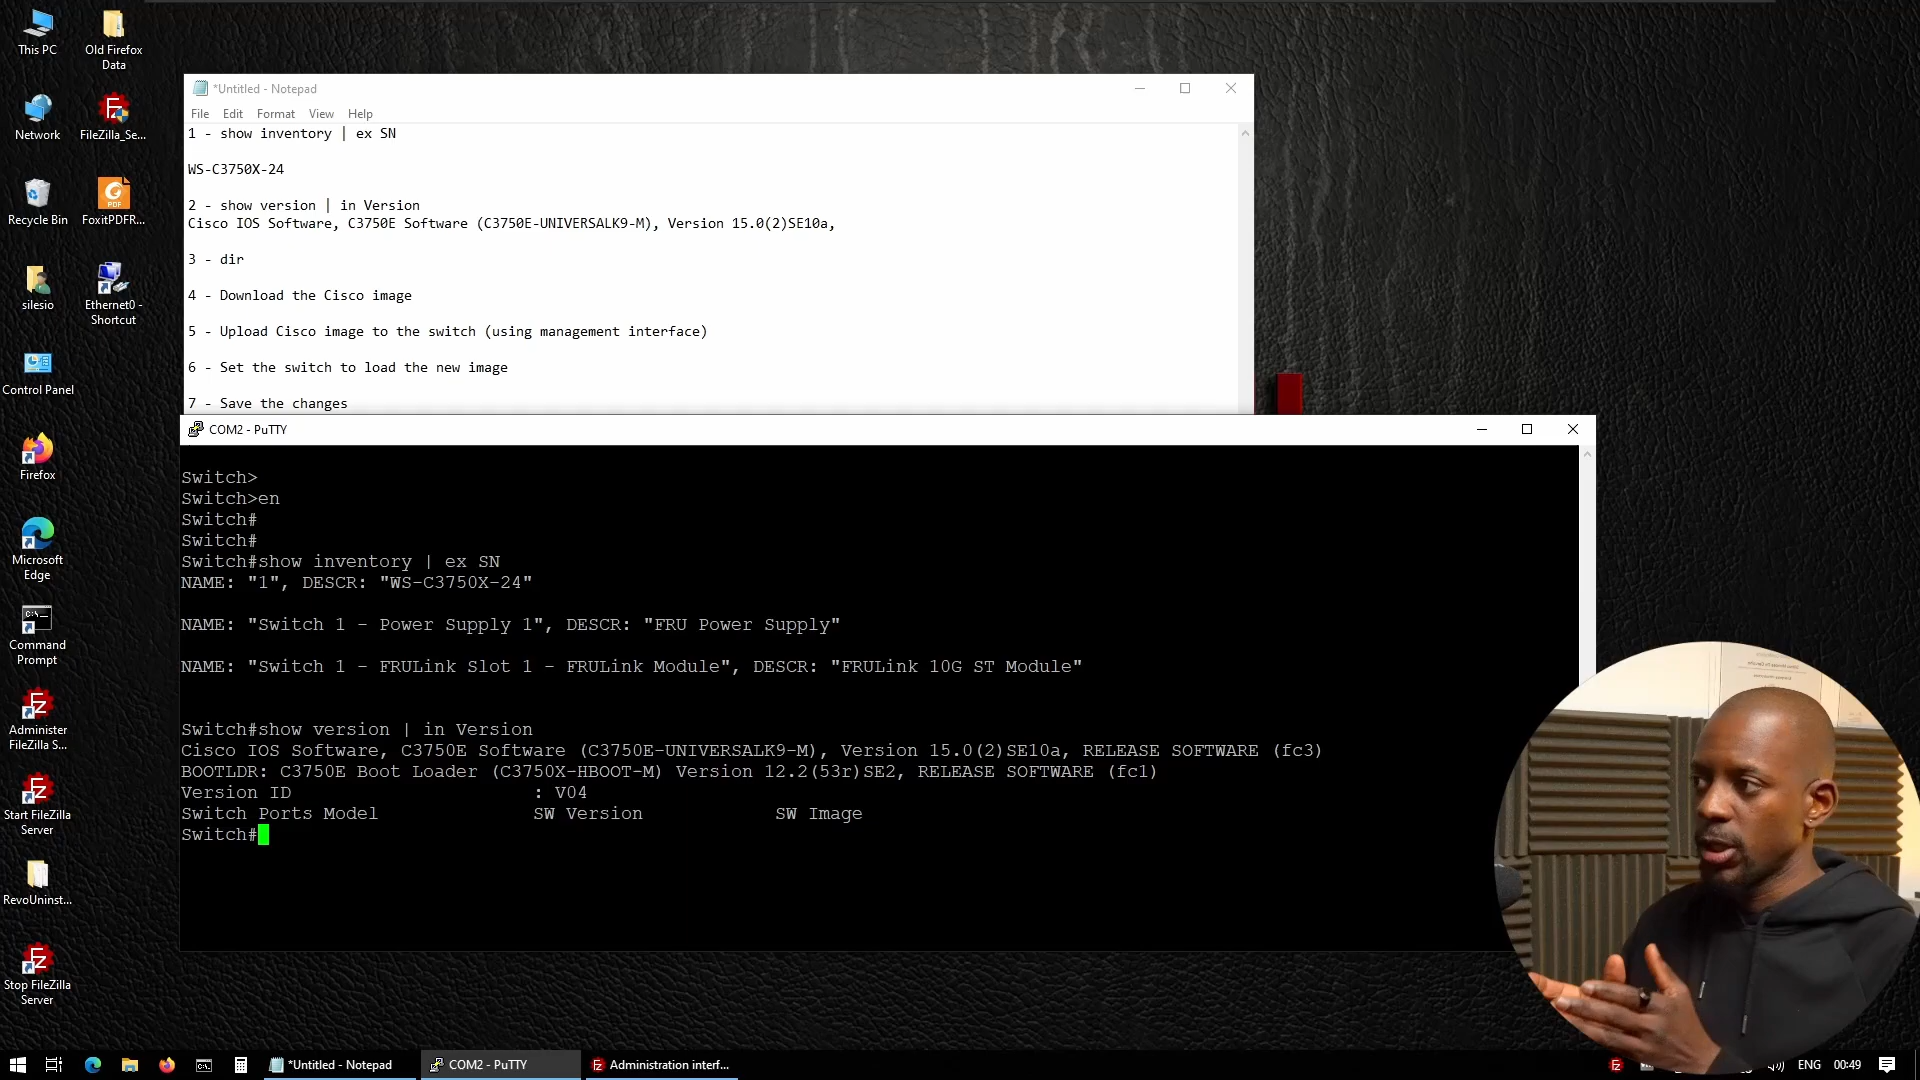 This PC
Old Firefox
Data
Network
FileZilla_Se...
Recycle Bin
FoxitPDFR...
silesio
Ethernet0 -
Shortcut
Control Panel
Firefox
Microsoft
Edge
Command
Prompt
Administer
FileZilla S...
Start FileZilla
Server
RevoUninst...
Stop FileZilla
Server
*Untitled - Notepad
File Edit Format View Help
1 - show inventory | ex SN
WS-C3750X-24
2 - show version | in Version
Cisco IOS Software, C3750E Software (C3750E-UNIVERSALK9-M), Version 15.0(2)SE10a,
3 - dir
4 - Download the Cisco image
5 - Upload Cisco image to the switch (using management interface)
6 - Set the switch to load the new image
7 - Save the changes
COM2 - PuTTY
Switch>
Switch>en
Switch#
Switch#
Switch#show inventory | ex SN
NAME: "1", DESCR: "WS-C3750X-24"
NAME: "Switch 1 - Power Supply 1", DESCR: "FRU Power Supply"
NAME: "Switch 1 - FRULink Slot 1 - FRULink Module", DESCR: "FRULink 10G ST Module"
Switch#show version | in Version
Cisco IOS Software, C3750E Software (C3750E-UNIVERSALK9-M), Version 15.0(2)SE10a, RELEASE SOFTWARE (fc3)
BOOTLDR: C3750E Boot Loader (C3750X-HBOOT-M) Version 12.2(53r)SE2, RELEASE SOFTWARE (fc1)
Version ID : V04
Switch Ports Model SW Version SW Image
Switch#
*Untitled - Notepad
COM2 - PuTTY
Administration interf...
ENG
00:49